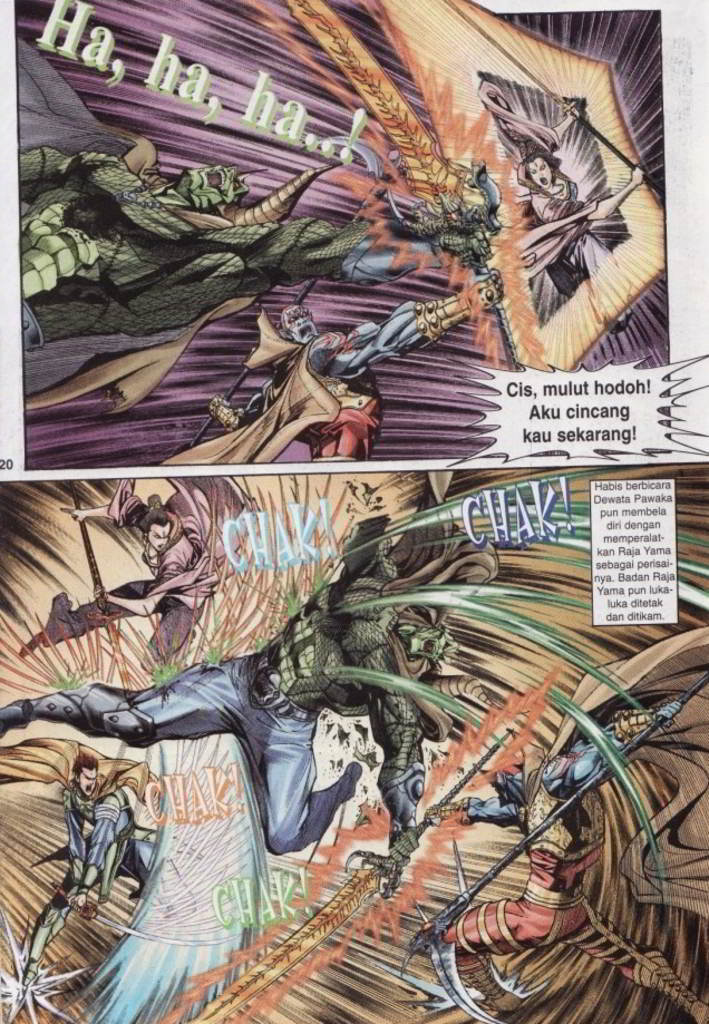 Ha, ha, ha...!
Cis, mulut hodoh!
Aku cincang
kau sekarang!
20
CHAK!
CHAK!
Habis berbicara
Dewata Pawaka
pun membela
diri dengan
memperalat-
kan Raja Yama
sebagai perisai-
nya. Badan Raja
Yama pun luka-
luka ditetak
dan ditikam.
CHAK!
CHAK!